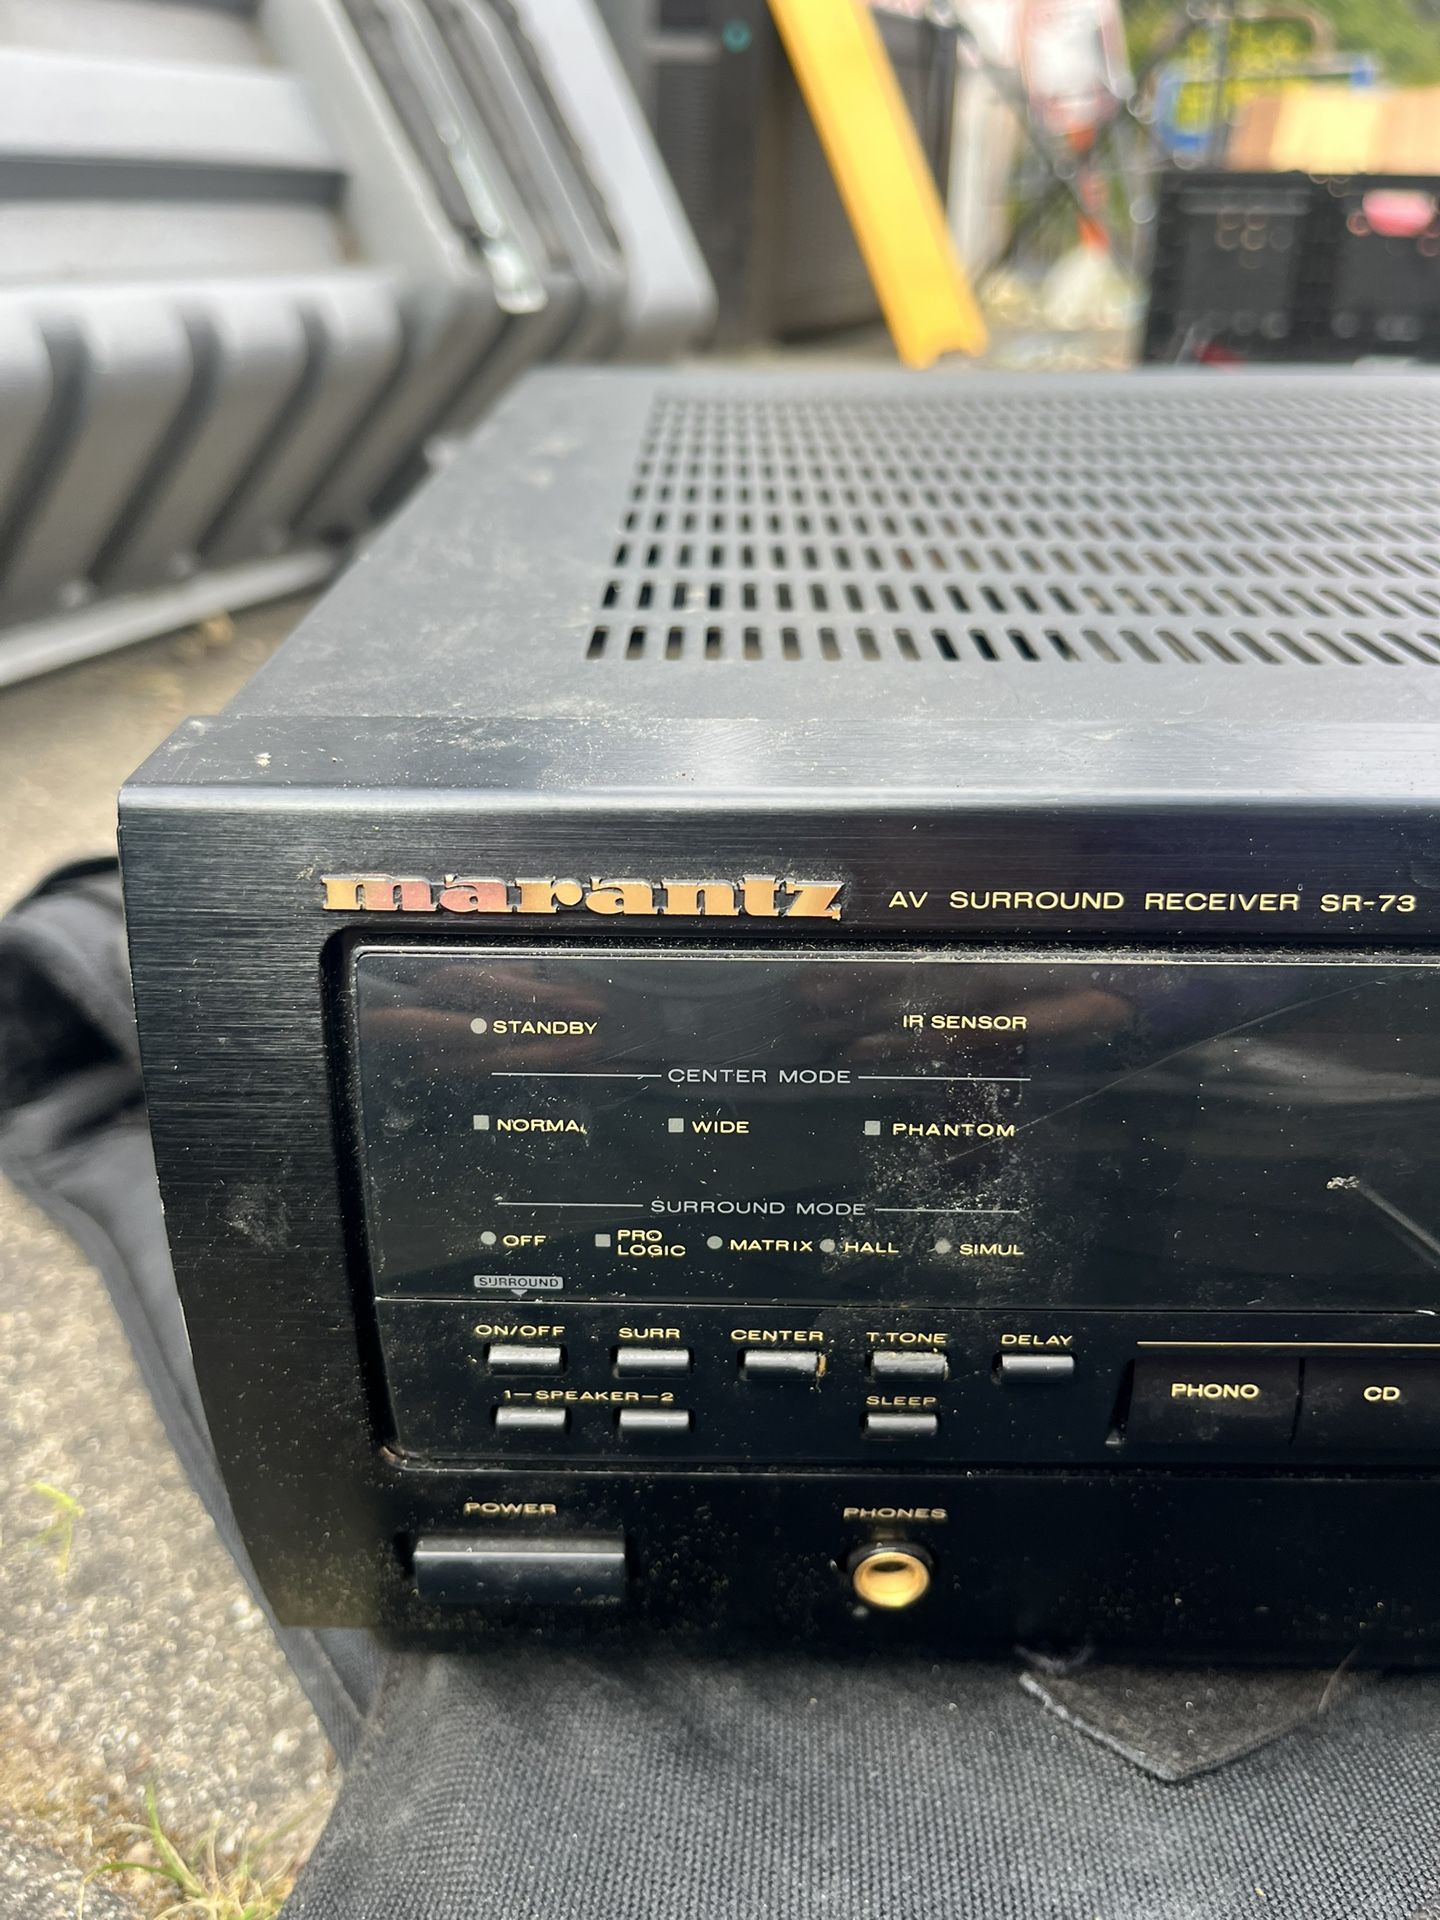 marantz AV SURROUND RECEIVER SR-73
STANDBY IR SENSOR
CENTER MODE
NORMAL WIDE PHANTOM
SURROUND MODE
OFF PRO LOGIC MATRIX HALL SIMUL
SURROUND
ON/OFF SURR CENTER T.TONE DELAY
1-SPEAKER-2 SLEEP
PHONO CD
POWER PHONES